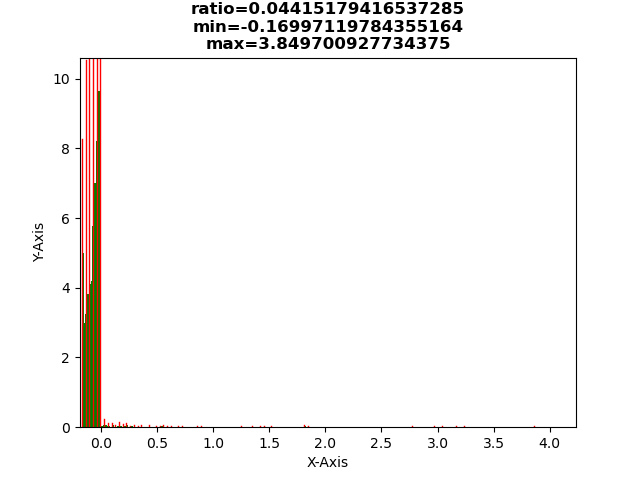 ratio=0.04415179416537285
min=-0.16997119784355164
max=3.849700927734375
10
8
6
4
2
0
Y-Axis
0.0 0.5 1.0 1.5 2.0 2.5 3.0 3.5 4.0
X-Axis